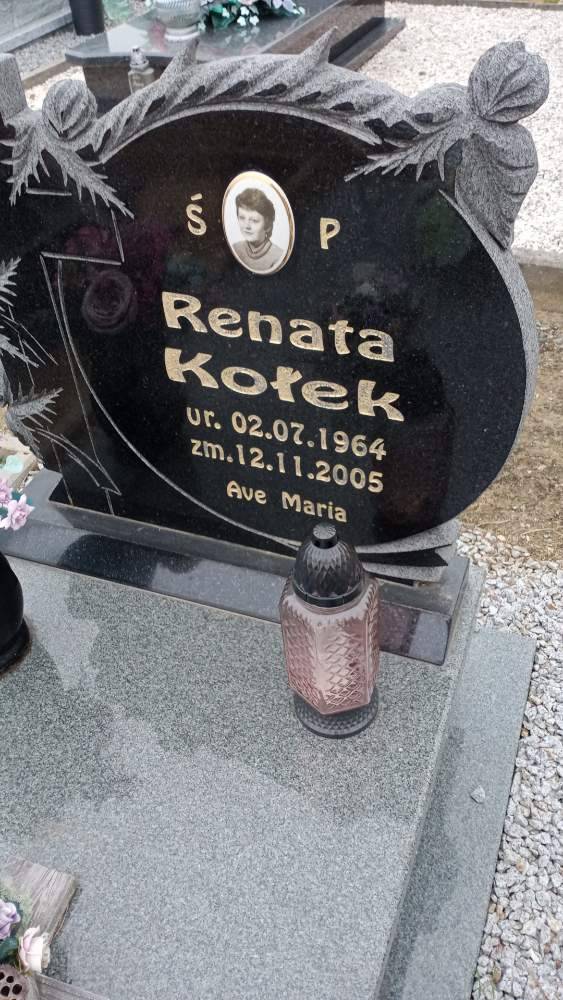 Ś P
Renata
Kołek
ur. 02.07.1964
zm.12.11.2005
Ave Maria